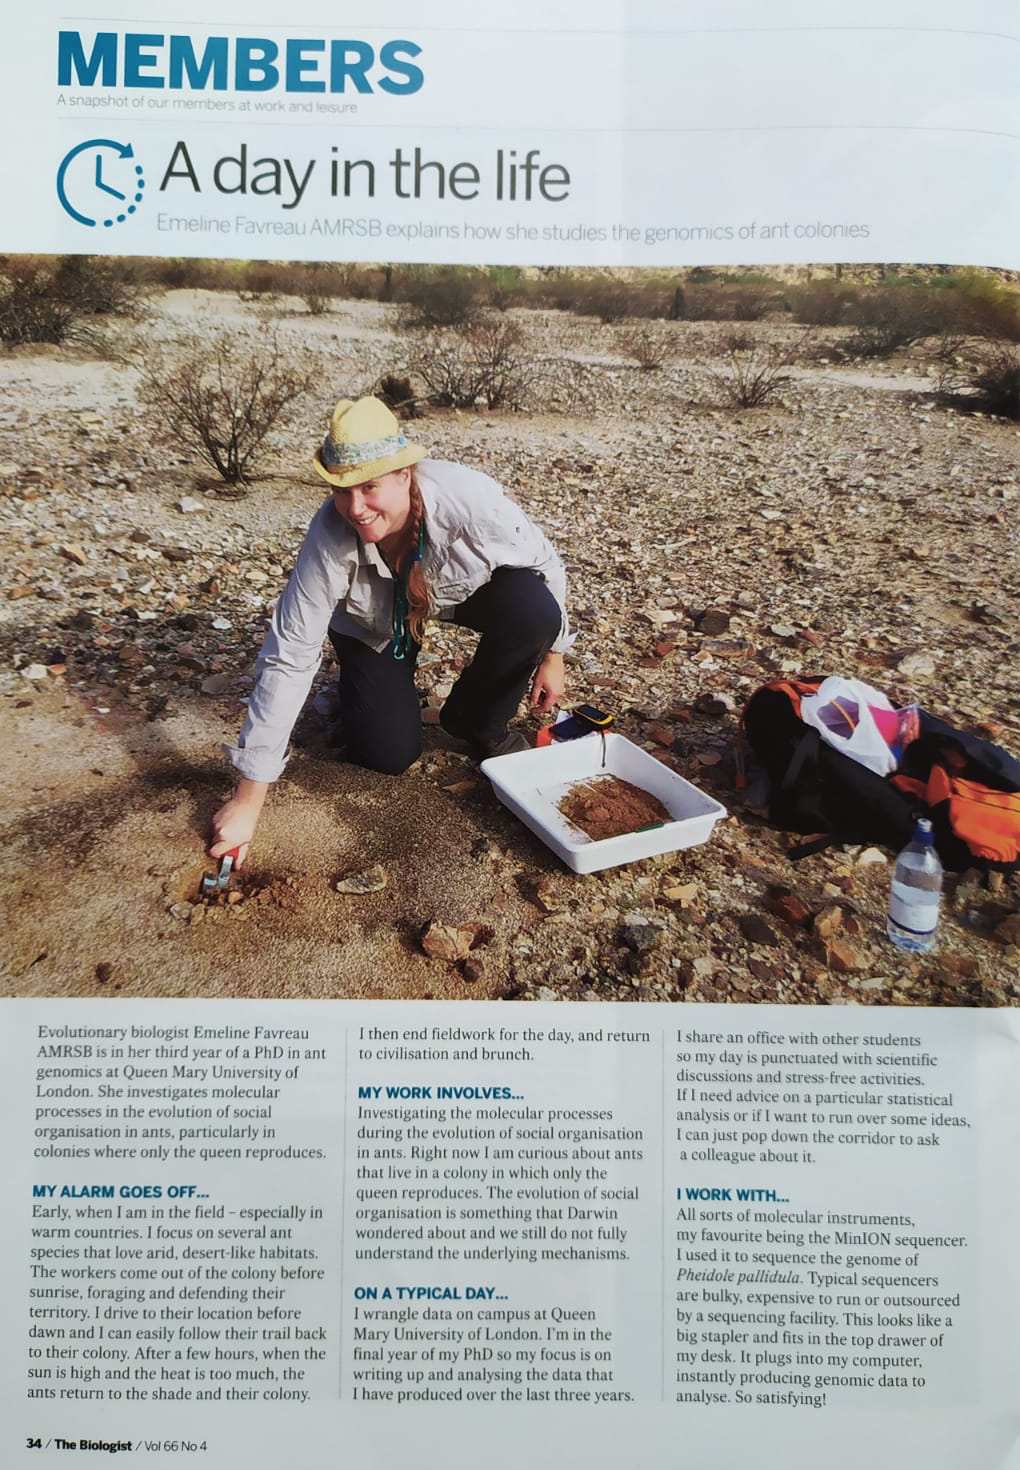 MEMBERS
A snapshot of our members at work and leisure
A day in the life
Emeline Favreau AMRSB explains how she studies the genomics of ant colonies
Evolutionary biologist Emeline Favreau
AMRSB is in her third year of a PhD in ant
genomics at Queen Mary University of
London. She investigates molecular
processes in the evolution of social
organisation in ants, particularly in
colonies where only the queen reproduces.
MY ALARM GOES OFF...
Early, when I am in the field – especially in
warm countries. I focus on several ant
species that love arid, desert-like habitats.
The workers come out of the colony before
sunrise, foraging and defending their
territory. I drive to their location before
dawn and I can easily follow their trail back
to their colony. After a few hours, when the
sun is high and the heat is too much, the
ants return to the shade and their colony.
I then end fieldwork for the day, and return
to civilisation and brunch.
MY WORK INVOLVES...
Investigating the molecular processes
during the evolution of social organisation
in ants. Right now I am curious about ants
that live in a colony in which only the
queen reproduces. The evolution of social
organisation is something that Darwin
wondered about and we still do not fully
understand the underlying mechanisms.
ON A TYPICAL DAY...
I wrangle data on campus at Queen
Mary University of London. I'm in the
final year of my PhD so my focus is on
writing up and analysing the data that
I have produced over the last three years.
I share an office with other students
so my day is punctuated with scientific
discussions and stress-free activities.
If I need advice on a particular statistical
analysis or if I want to run over some ideas,
I can just pop down the corridor to ask
a colleague about it.
I WORK WITH...
All sorts of molecular instruments,
my favourite being the MinION sequencer.
I used it to sequence the genome of
Pheidole pallidula. Typical sequencers
are bulky, expensive to run or outsourced
by a sequencing facility. This looks like a
big stapler and fits in the top drawer of
my desk. It plugs into my computer,
instantly producing genomic data to
analyse. So satisfying!
34 / The Biologist / Vol 66 No 4